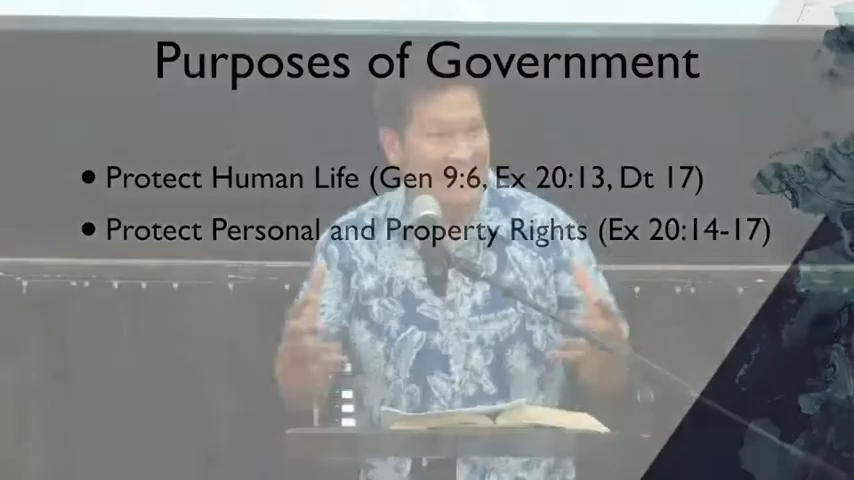 Purposes of Government
• Protect Human Life (Gen 9:6, Ex 20:13, Dt 17)
• Protect Personal and Property Rights (Ex 20:14-17)